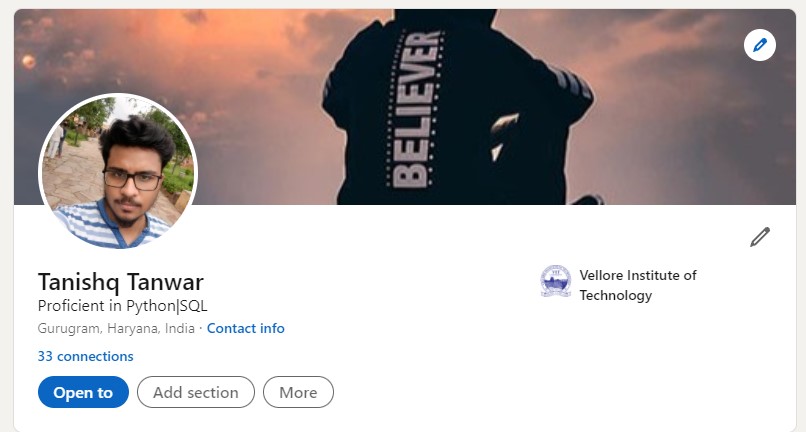 BELIEVER
Tanishq Tanwar
Proficient in Python|SQL
Gurugram, Haryana, India · Contact info
33 connections
Open to
Add section
More
Vellore Institute of
Technology